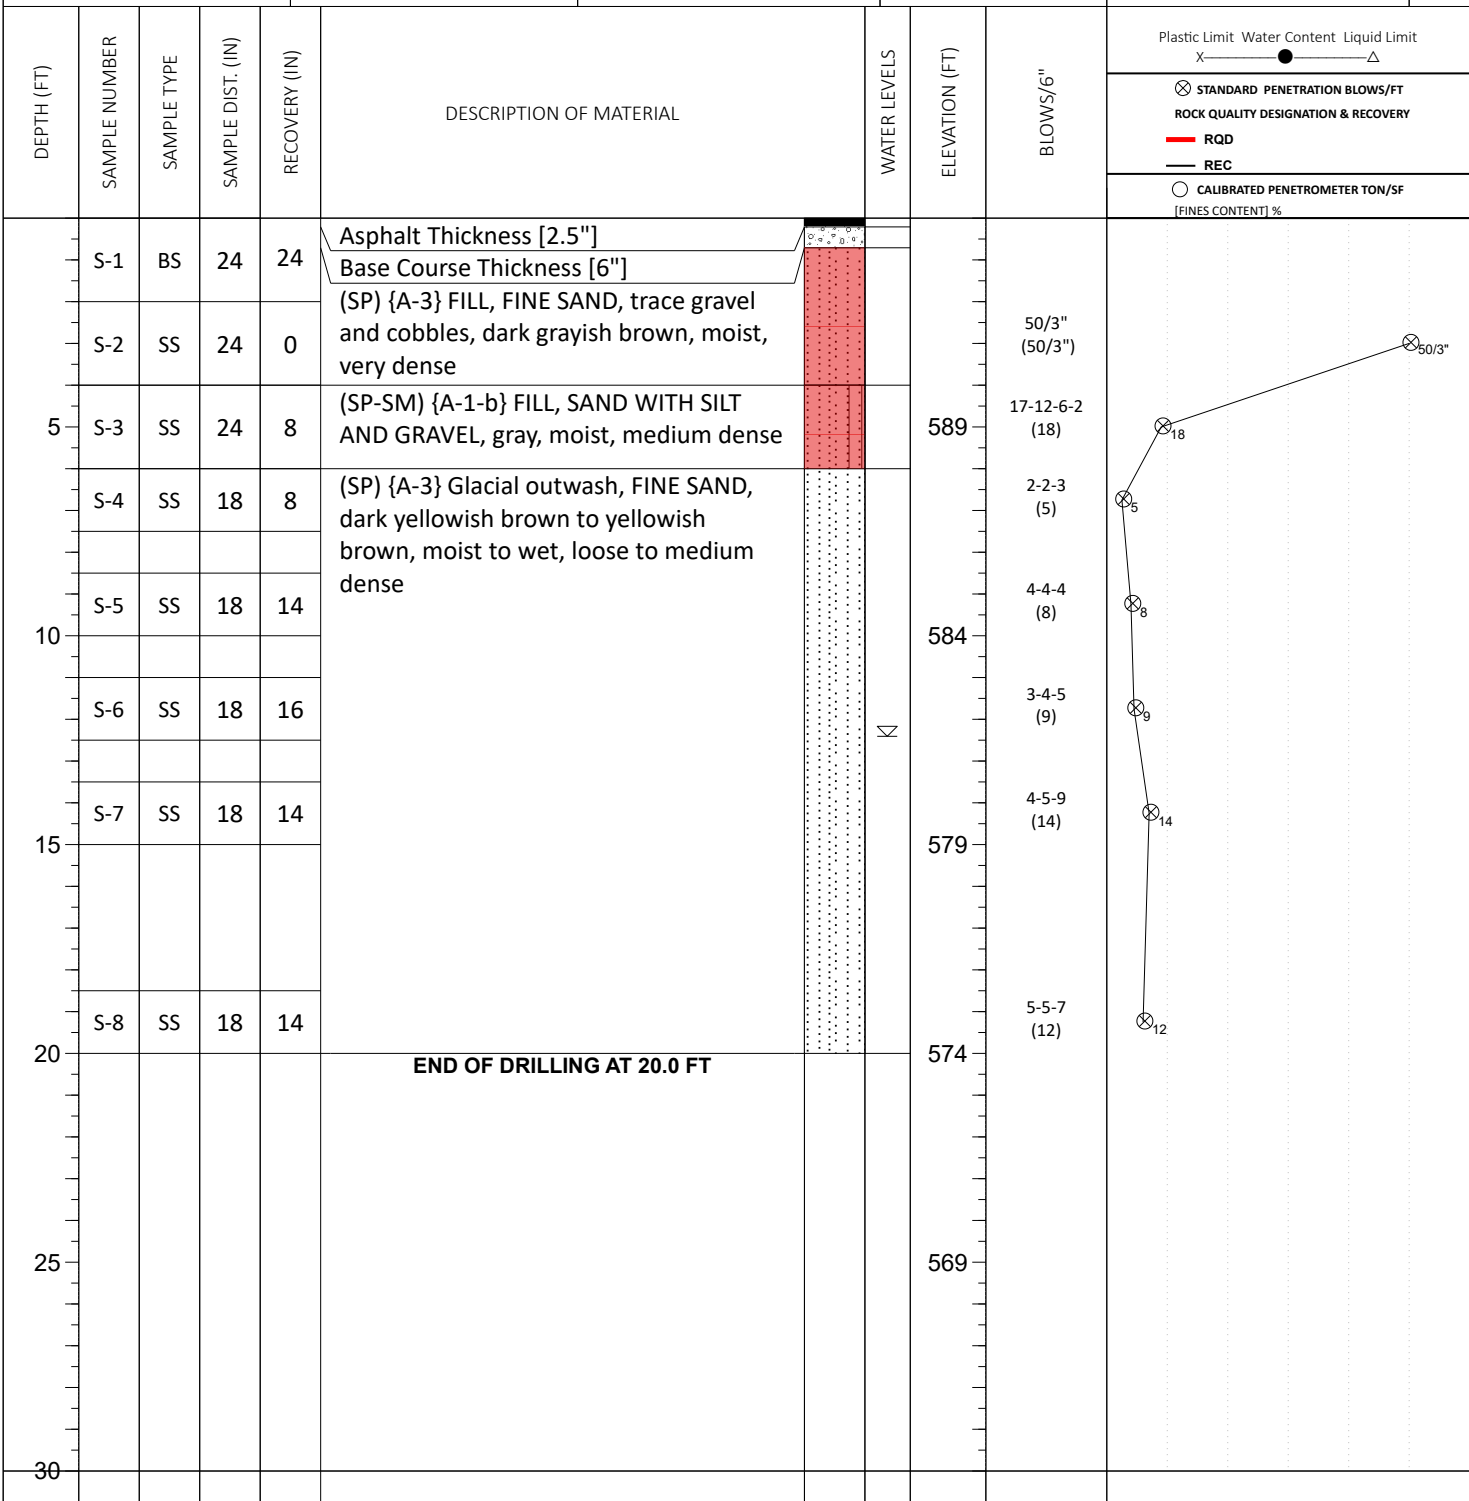 DEPTH (FT)
SAMPLE NUMBER
SAMPLE TYPE
SAMPLE DIST. (IN)
RECOVERY (IN)
DESCRIPTION OF MATERIAL
WATER LEVELS
ELEVATION (FT)
BLOWS/6"
Plastic Limit Water Content Liquid Limit
X
STANDARD PENETRATION BLOWS/FT
ROCK QUALITY DESIGNATION & RECOVERY
RQD
REC
CALIBRATED PENETROMETER TON/SF
[FINES CONTENT] %
Asphalt Thickness [2.5"]
S-1 BS 24 24
Base Course Thickness [6"]
(SP) {A-3} FILL, FINE SAND, trace gravel
and cobbles, dark grayish brown, moist,
very dense
S-2 SS 24 0
50/3"
(50/3")
50/3"
(SP-SM) {A-1-b} FILL, SAND WITH SILT
AND GRAVEL, gray, moist, medium dense
5 S-3 SS 24 8
589
17-12-6-2
(18)
18
(SP) {A-3} Glacial outwash, FINE SAND,
dark yellowish brown to yellowish
brown, moist to wet, loose to medium
dense
S-4 SS 18 8
2-2-3
(5)
5
S-5 SS 18 14
4-4-4
(8)
8
10
584
S-6 SS 18 16
3-4-5
(9)
9
S-7 SS 18 14
4-5-9
(14)
14
15
579
S-8 SS 18 14
5-5-7
(12)
12
20
574
END OF DRILLING AT 20.0 FT
25
569
30